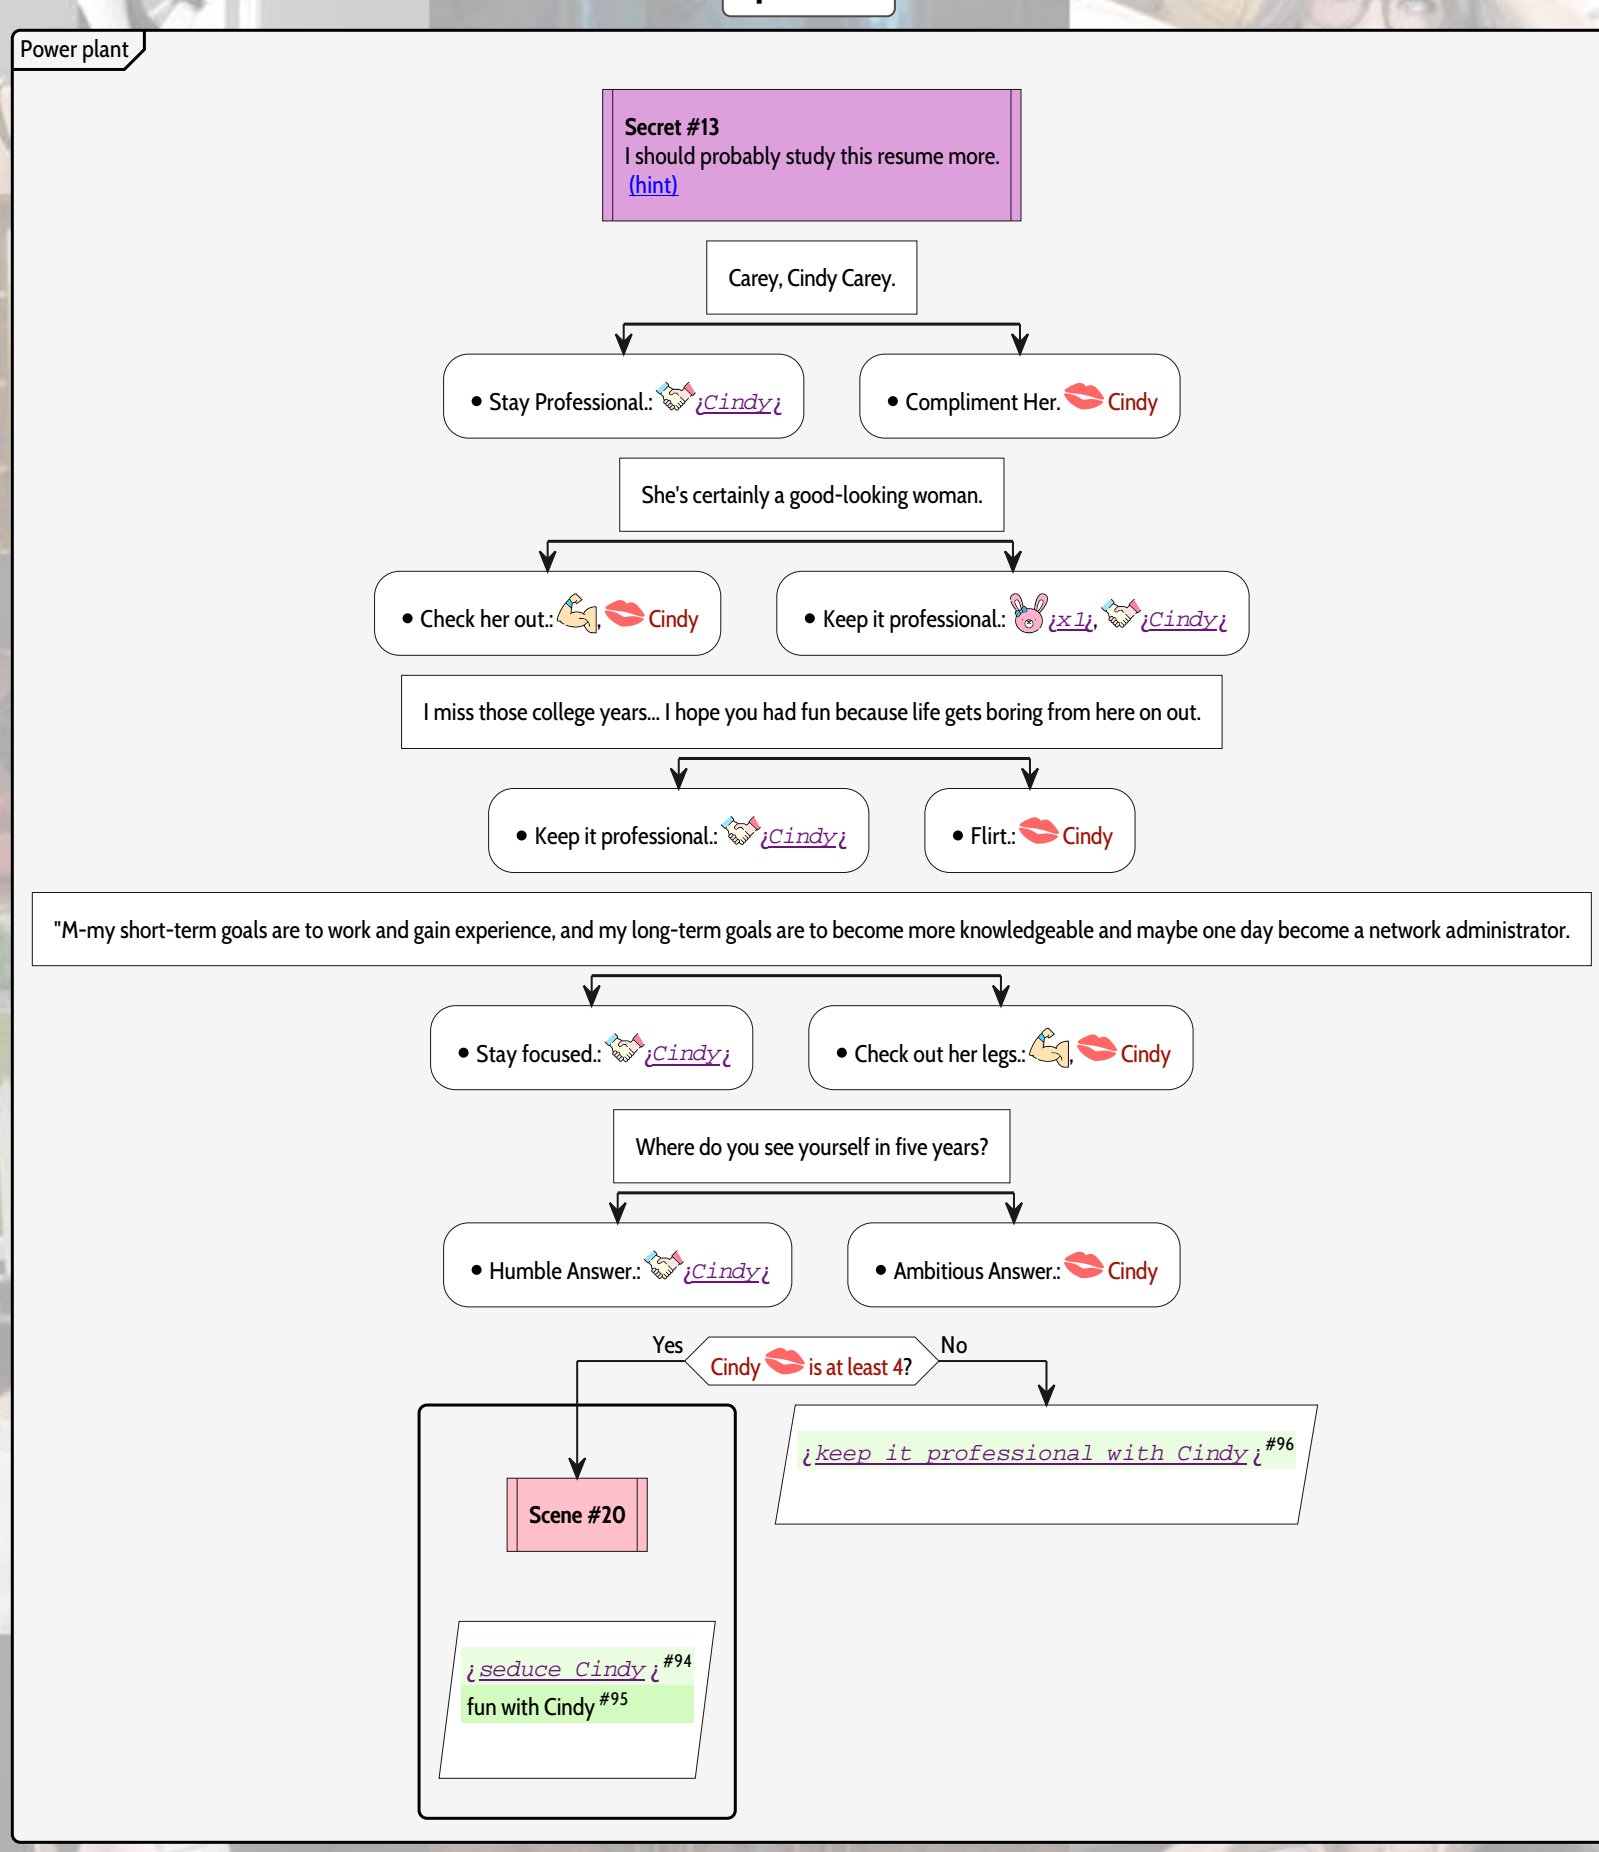 Power plant
Secret #13
I should probably study this resume more.
(hint)
Carey, Cindy Carey.
• Stay Professional.: ¿Cindy¿
• Compliment Her. Cindy
She's certainly a good-looking woman.
• Check her out.: , Cindy
• Keep it professional.: ¿x1¿, ¿Cindy¿
I miss those college years... I hope you had fun because life gets boring from here on out.
• Keep it professional.: ¿Cindy¿
• Flirt.: Cindy
"M-my short-term goals are to work and gain experience, and my long-term goals are to become more knowledgeable and maybe one day become a network administrator.
• Stay focused.: ¿Cindy¿
• Check out her legs.: , Cindy
Where do you see yourself in five years?
• Humble Answer.: ¿Cindy¿
• Ambitious Answer.: Cindy
Yes
Cindy is at least 4?
No
¿keep it professional with Cindy¿ #96
Scene #20
¿seduce Cindy¿ #94
fun with Cindy #95